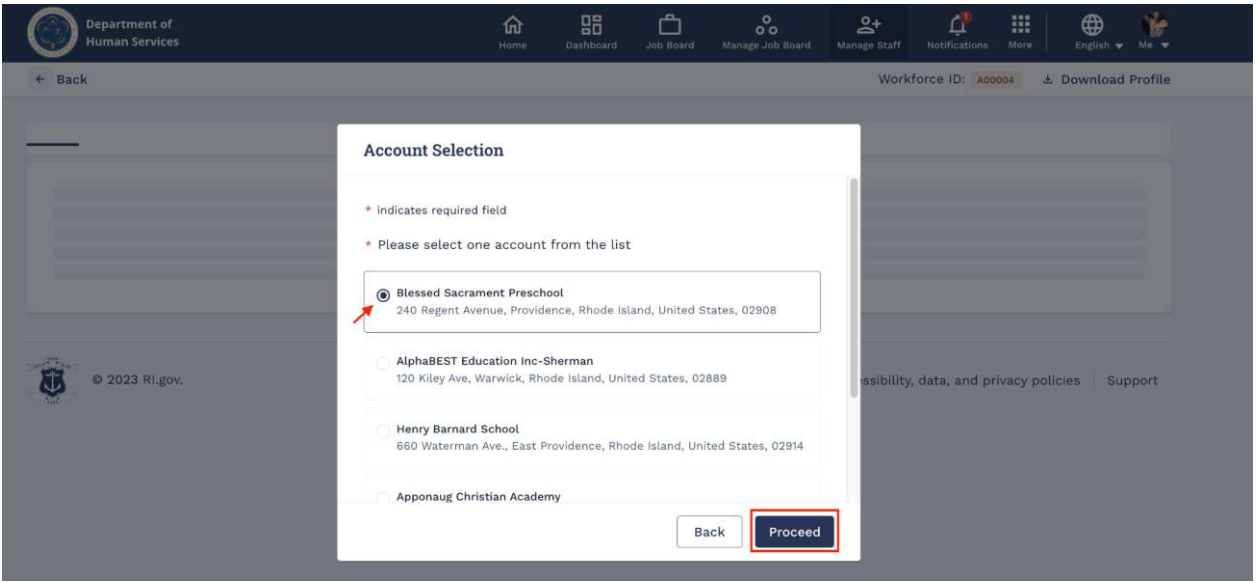 Department of
Human Services
Home
Dashboard
Job Board
Manage Job Board
Manage Staff
1
Notifications
More
English
Me
Back
Workforce ID: A00004
Download Profile
Account Selection
* indicates required field
* Please select one account from the list
Blessed Sacrament Preschool
240 Regent Avenue, Providence, Rhode Island, United States, 02908
AlphaBEST Education Inc-Sherman
120 Kiley Ave, Warwick, Rhode Island, United States, 02889
© 2023 RI.gov.
ssibility, data, and privacy policies
Support
Henry Barnard School
660 Waterman Ave., East Providence, Rhode Island, United States, 02914
Apponaug Christian Academy
Back
Proceed